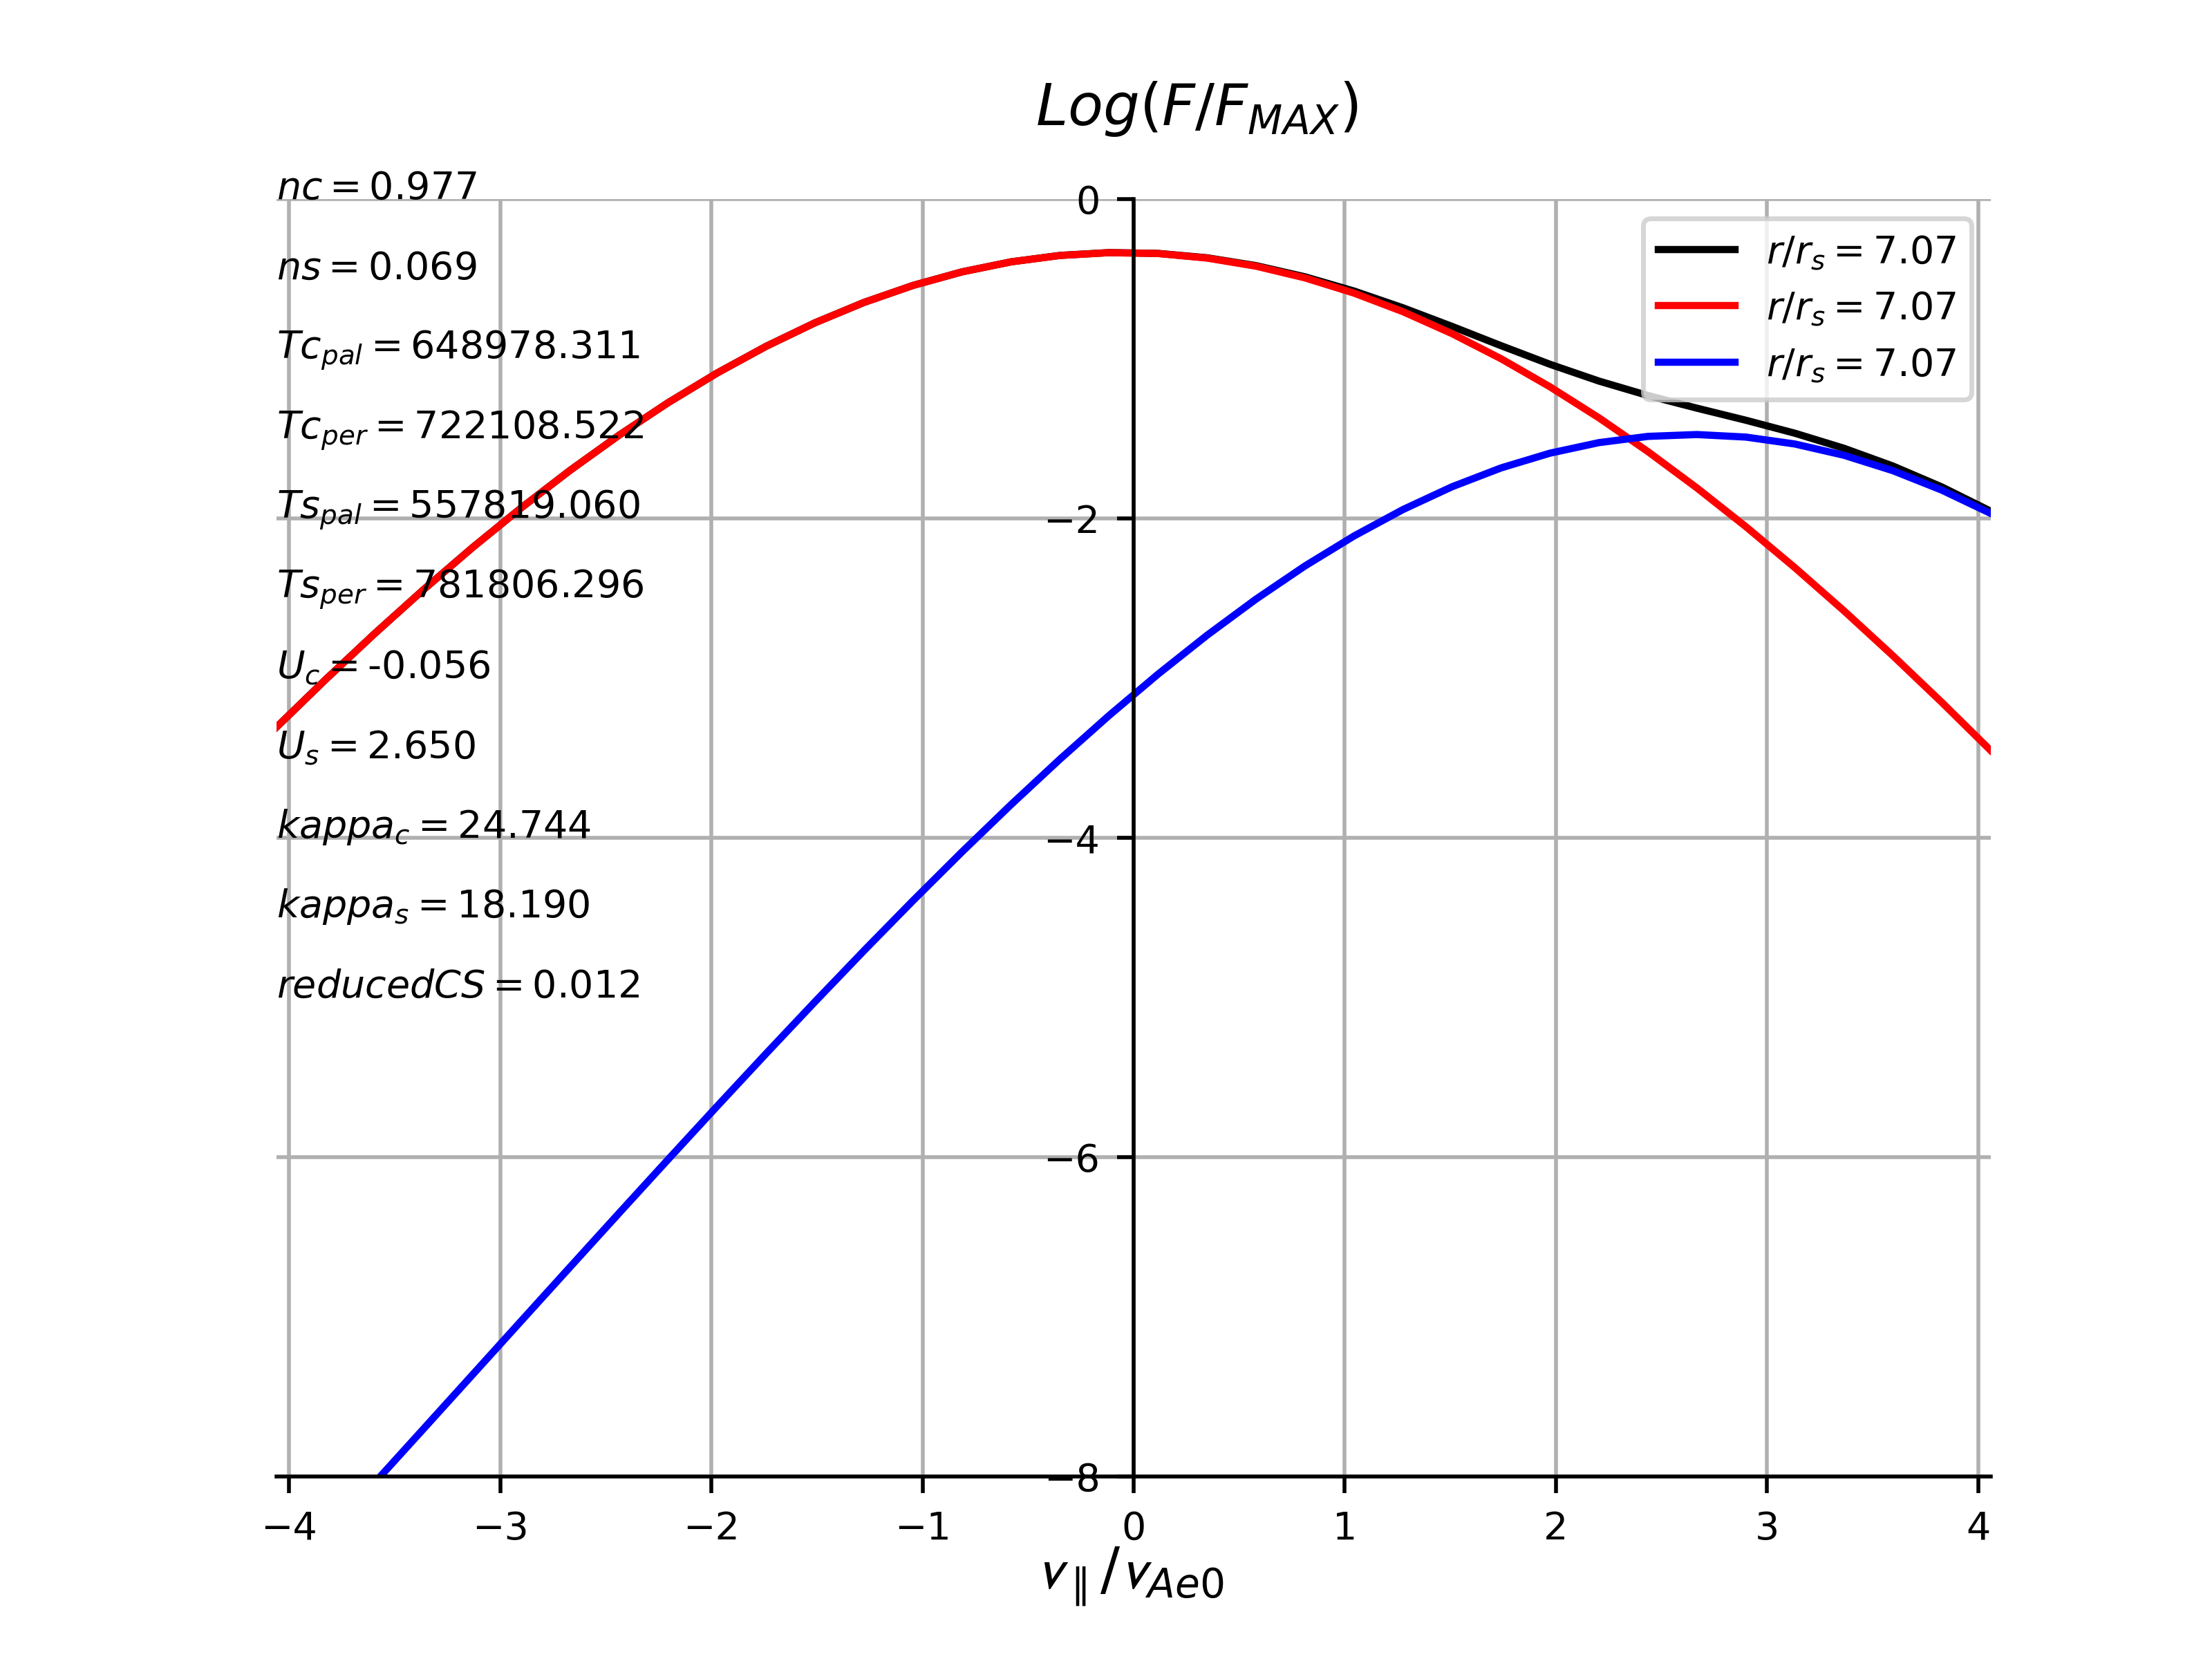 Log(F/F_MAX)
nc = 0.977
ns = 0.069
Tc_pal = 648978.311
Tc_per = 722108.522
Ts_pal = 557819.060
Ts_per = 781806.296
U_c = -0.056
U_s = 2.650
kappa_c = 24.744
kappa_s = 18.190
reducedCS = 0.012
r/r_s = 7.07
r/r_s = 7.07
r/r_s = 7.07
0
−2
−4
−6
−8
−4 −3 −2 −1 0 1 2 3 4
v_∥/v_Ae0